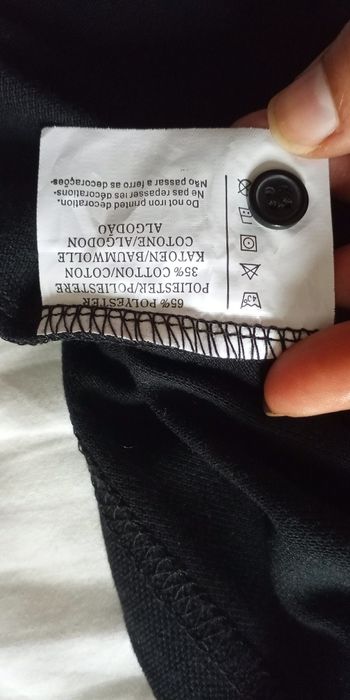 65% POLYESTER
POLIESTER/POLIESTERE
35% COTTON/COTON
KATOEN/BAUMWOLLE
COTONE/ALGODON
ALGODÃO
Do not iron printed decoration.
Ne pas repasser les décorations.
Não passar a ferro as decorações.